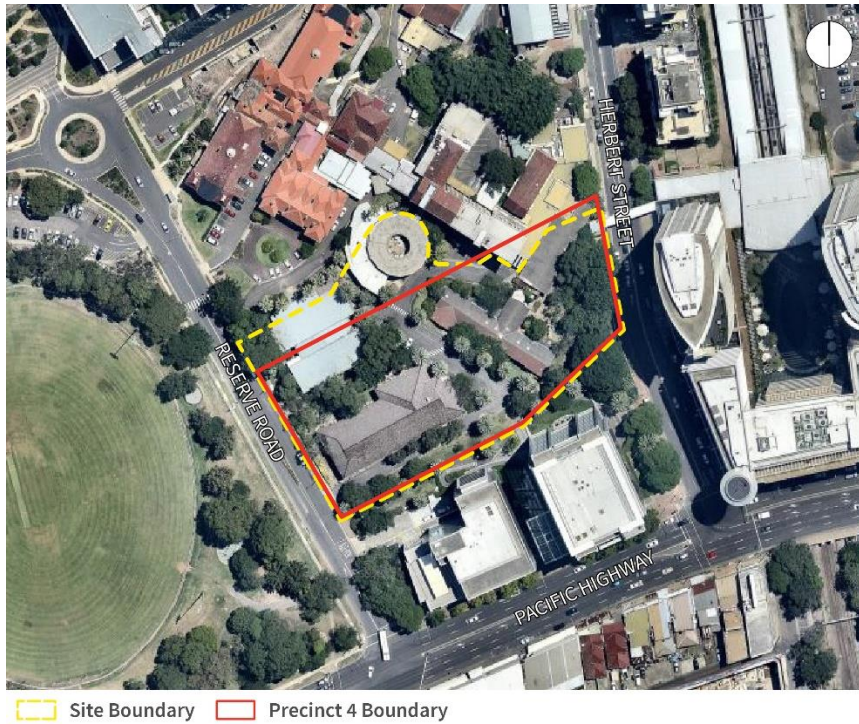 HERBERT STREET
RESERVE ROAD
PACIFIC HIGHWAY
Site Boundary
Precinct 4 Boundary